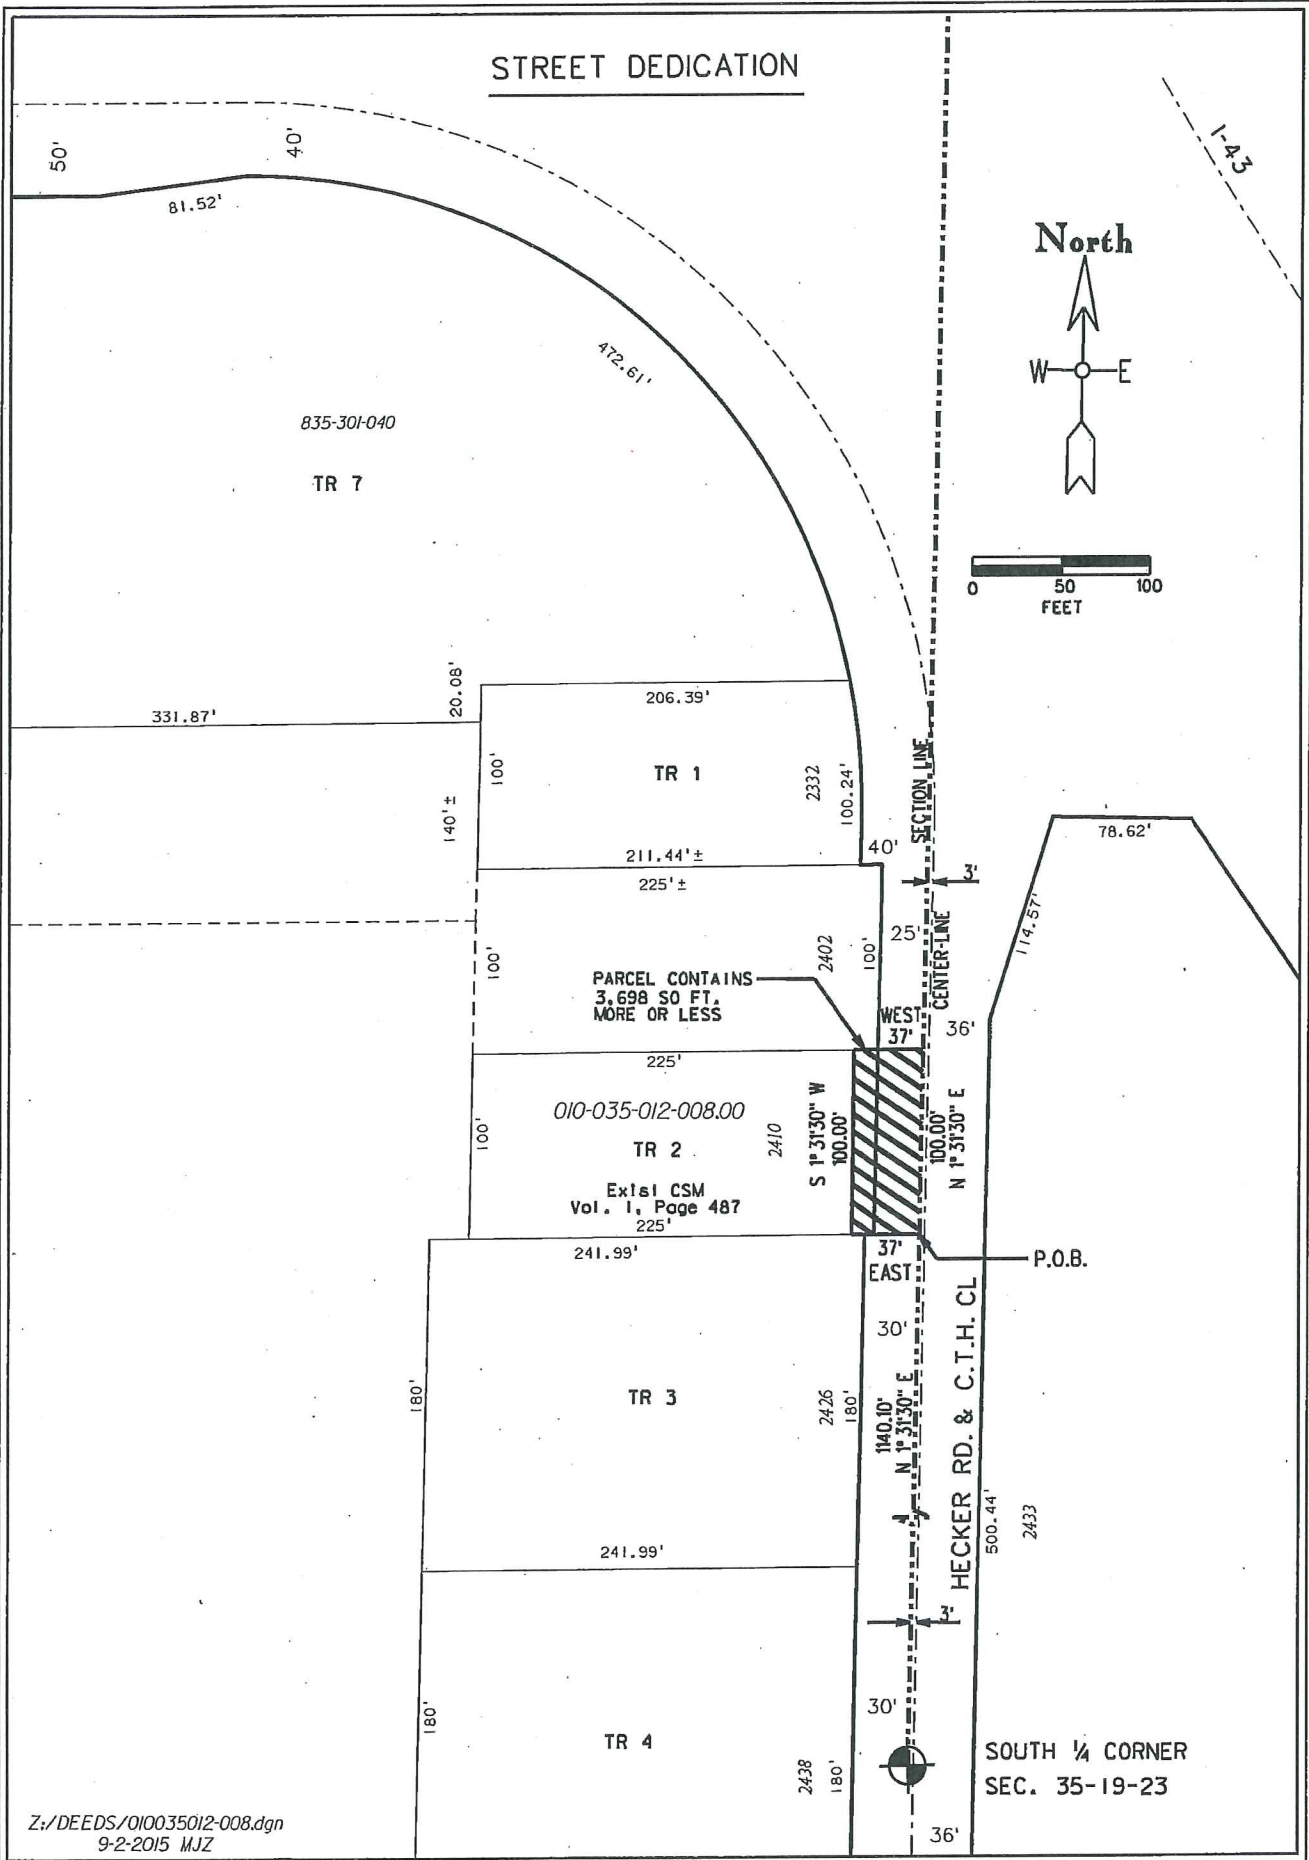 STREET DEDICATION
50'
40'
81.52'
472.61'
I-43
North
W
E
0 50 100
FEET
835-301-040
TR 7
331.87'
20.08'
206.39'
100'
TR 1
2332
100.24'
SECTION LINE
140'±
211.44'±
40'
3'
78.62'
114.57'
225'±
100'
2402
100'
25'
CENTER-LINE
PARCEL CONTAINS
3,698 SQ FT.
MORE OR LESS
WEST
37'
36'
225'
010-035-012-008.00
100'
TR 2
2410
S 1° 31'30" W
100.00'
100.00'
N 1° 31'30" E
Exist CSM
Vol. 1, Page 487
225'
241.99'
37'
EAST
P.O.B.
30'
180'
TR 3
2426
180'
1140.10'
N 1° 31'30" E
HECKER RD. & C.T.H. CL
500.44'
2433
241.99'
3'
180'
TR 4
2438
180'
30'
SOUTH 1/4 CORNER
SEC. 35-19-23
36'
Z:/DEEDS/010035012-008.dgn
9-2-2015 MJZ